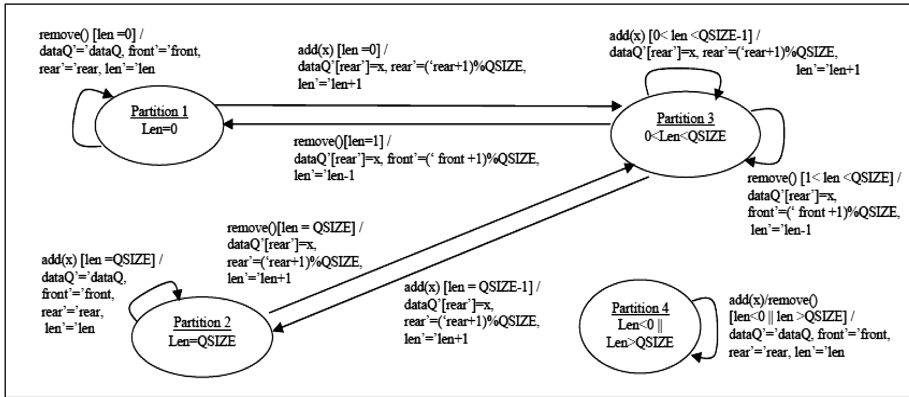 remove() [len =0] /
dataQ'='dataQ, front'='front,
rear'='rear, len'='len
add(x) [len =0] /
dataQ'[rear']=x, rear'=('rear+1)%QSIZE,
len'='len+1
add(x) [0< len <QSIZE-1] /
dataQ'[rear']=x, rear'=('rear+1)%QSIZE,
len'='len+1
Partition 1
Len=0
Partition 3
0<Len<QSIZE
remove()[len=1] /
dataQ'[rear']=x, front'=(' front +1)%QSIZE,
len'='len-1
remove() [1< len <QSIZE] /
dataQ'[rear']=x,
front'=(' front +1)%QSIZE,
len'='len-1
remove()[len = QSIZE] /
dataQ'[rear']=x,
rear'=('rear+1)%QSIZE,
len'='len+1
add(x) [len =QSIZE] /
dataQ'='dataQ,
front'='front,
rear'='rear,
len'='len
add(x) [len = QSIZE-1] /
dataQ'[rear']=x,
rear'=('rear+1)%QSIZE,
len'='len+1
Partition 2
Len=QSIZE
Partition 4
Len<0 ||
Len>QSIZE
add(x)/remove()
[len<0 || len >QSIZE] /
dataQ'='dataQ, front'='front,
rear'='rear, len'='len